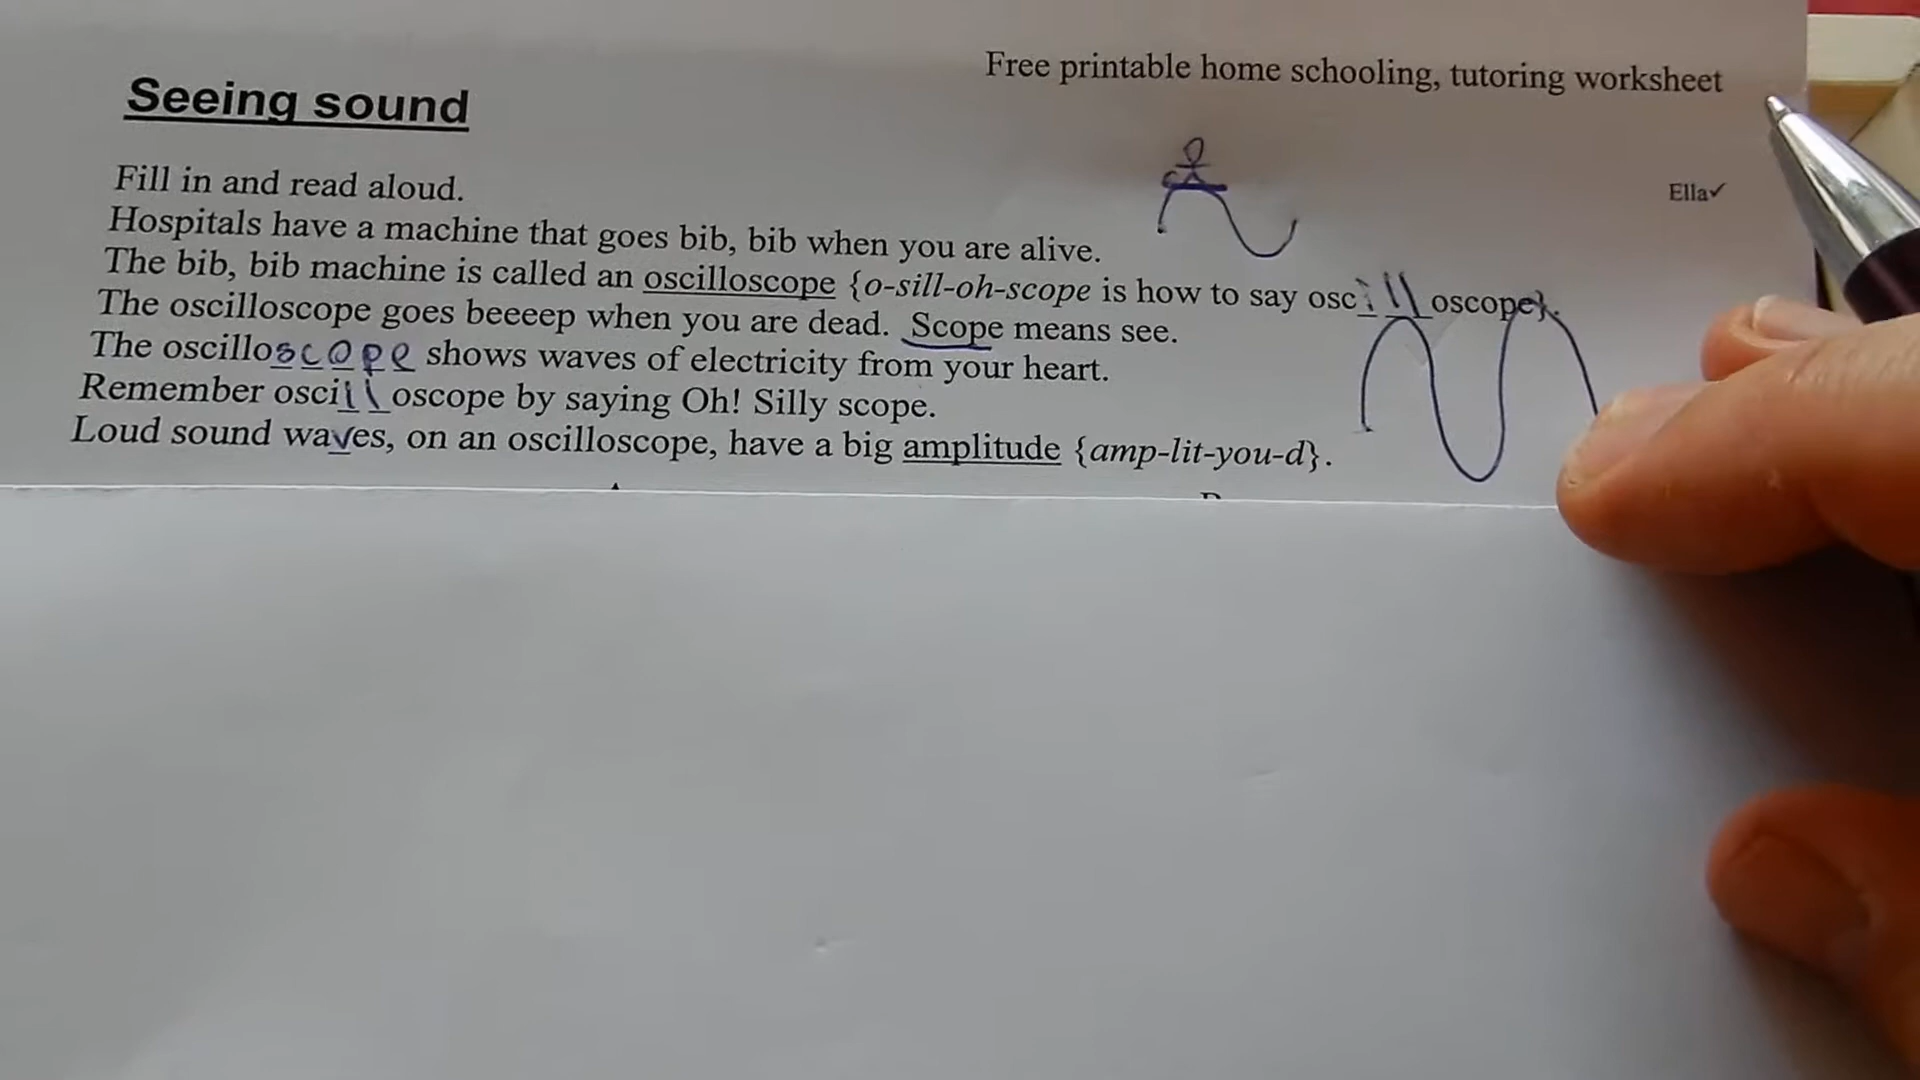 Free printable home schooling, tutoring worksheet
Seeing sound
Ella✓
Fill in and read aloud.
Hospitals have a machine that goes bib, bib when you are alive.
The bib, bib machine is called an oscilloscope {o-sill-oh-scope is how to say oscilloscope}.
The oscilloscope goes beeeep when you are dead. Scope means see.
The oscilloscope shows waves of electricity from your heart.
Remember oscilloscope by saying Oh! Silly scope.
Loud sound waves, on an oscilloscope, have a big amplitude {amp-lit-you-d}.